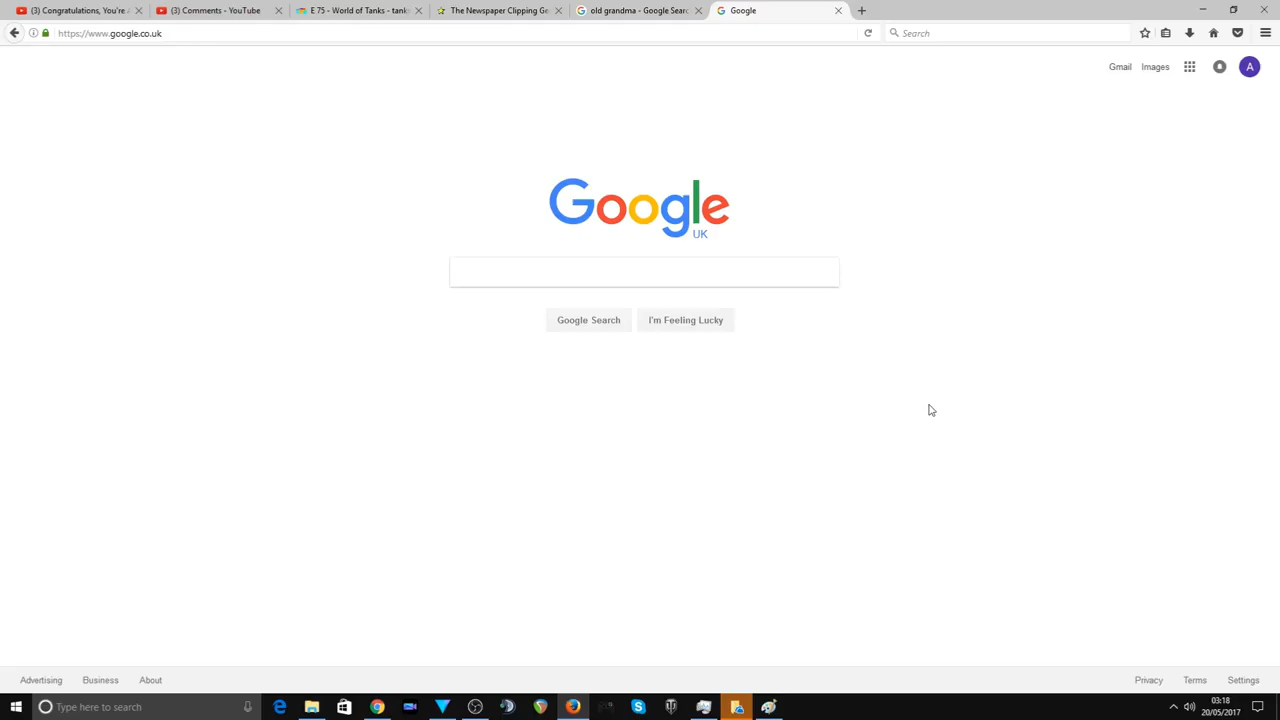 (3) Congratulations, You're A
(3) Comments - YouTube
E 75 - World of Tanks - tank
The Newspaper Clipping Ge
old grandma - Google Searc
Google
https://www.google.co.uk
Search
Gmail
Images
A
Google
UK
Google Search
I'm Feeling Lucky
Advertising
Business
About
Privacy
Terms
Settings
Type here to search
03:18
20/05/2017